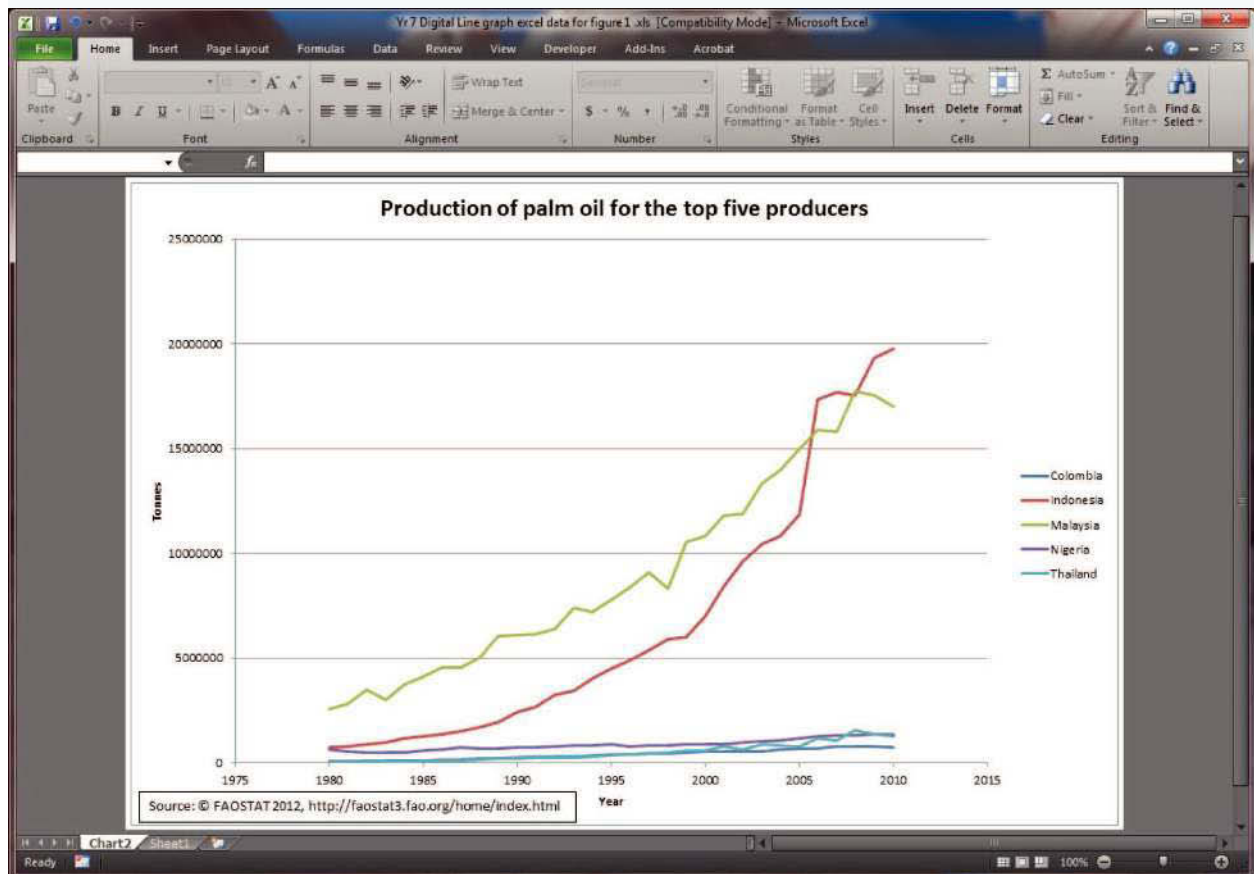 Yr 7 Digital Line graph excel data for figure 1 .xls [Compatibility Mode] - Microsoft Excel
File Home Insert Page Layout Formulas Data Review View Developer Add-Ins Acrobat
Paste
B I U A A A
Wrap Text
Merge & Center
$ % ,
Conditional Formatting
Format as Table
Cell Styles
Insert Delete Format
Σ AutoSum
Fill
Clear
Sort & Filter
Find & Select
Clipboard Font Alignment Number Styles Cells Editing
fx
Production of palm oil for the top five producers
25000000
20000000
15000000
10000000
5000000
0
Tonnes
1975 1980 1985 1990 1995 2000 2005 2010 2015
Year
Colombia
Indonesia
Malaysia
Nigeria
Thailand
Source: © FAOSTAT 2012, http://faostat3.fao.org/home/index.html
Chart2 Sheet1
Ready 100%